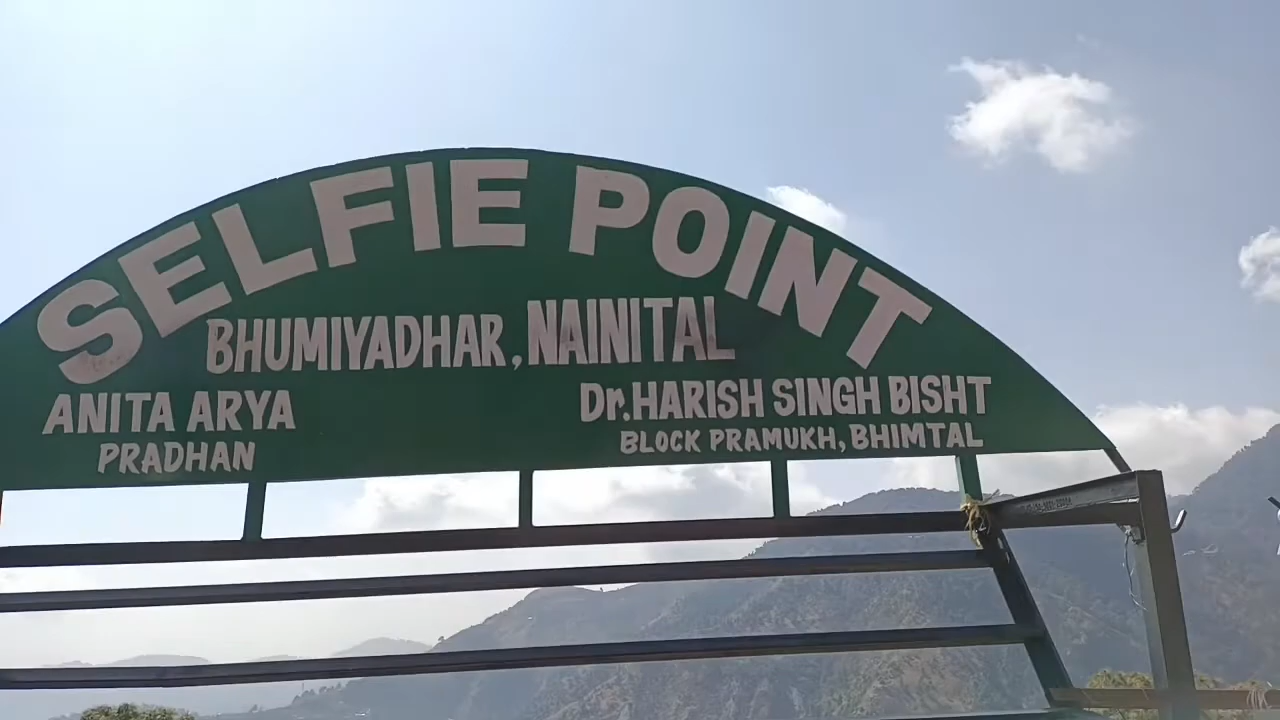 SELFIE POINT
BHUMIYADHAR, NAINITAL
ANITA ARYA
PRADHAN
Dr. HARISH SINGH BISHT
BLOCK PRAMUKH, BHIMTAL